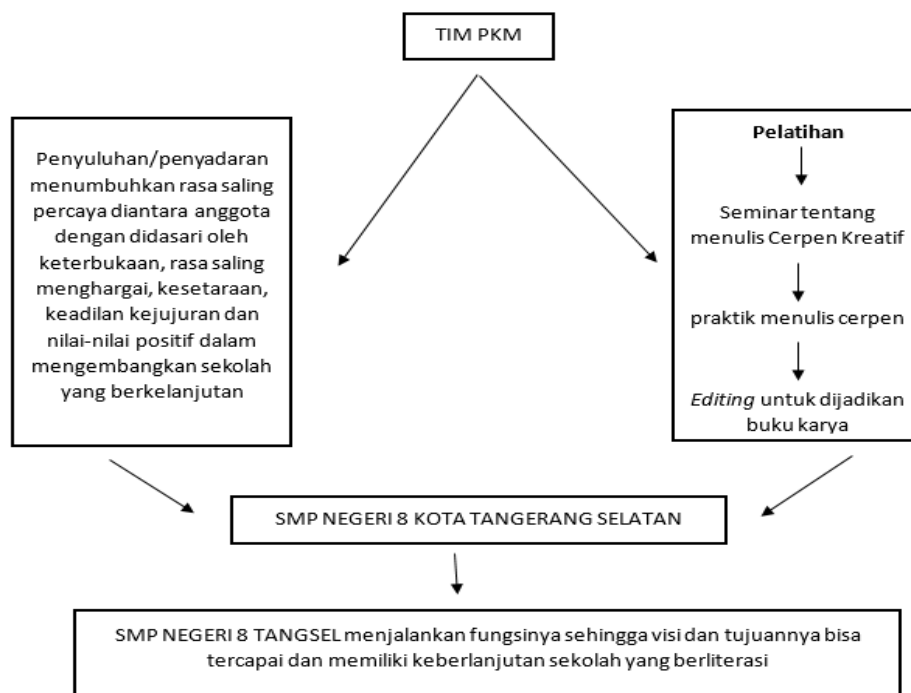 TIM PKM
Penyuluhan/penyadaran
menumbuhkan rasa saling
percaya diantara anggota
dengan didasari oleh
keterbukaan, rasa saling
menghargai, kesetaraan,
keadilan kejujuran dan
nilai-nilai positif dalam
mengembangkan sekolah
yang berkelanjutan
Pelatihan
Seminar tentang
menulis Cerpen Kreatif
praktik menulis cerpen
Editing untuk dijadikan
buku karya
SMP NEGERI 8 KOTA TANGERANG SELATAN
SMP NEGERI 8 TANGSEL menjalankan fungsinya sehingga visi dan tujuannya bisa
tercapai dan memiliki keberlanjutan sekolah yang berliterasi